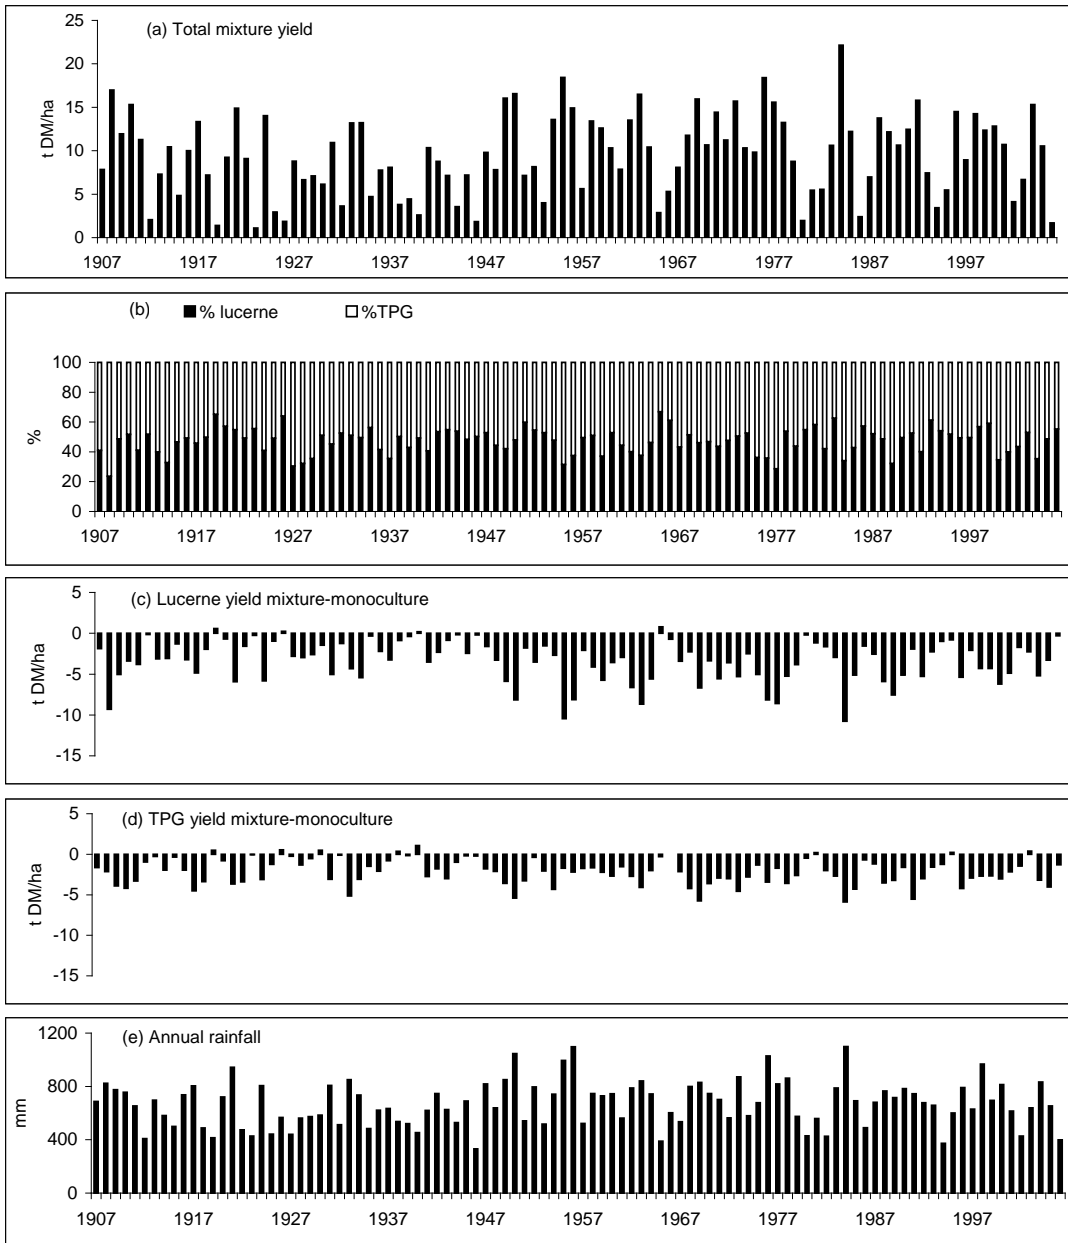 (a) Total mixture yield
t DM/ha
25
20
15
10
5
0
1907 1917 1927 1937 1947 1957 1967 1977 1987 1997
(b) % lucerne %TPG
%
100
80
60
40
20
0
1907 1917 1927 1937 1947 1957 1967 1977 1987 1997
(c) Lucerne yield mixture-monoculture
t DM/ha
5
0
-5
-10
-15
(d) TPG yield mixture-monoculture
t DM/ha
5
0
-5
-10
-15
(e) Annual rainfall
mm
1200
800
400
0
1907 1917 1927 1937 1947 1957 1967 1977 1987 1997